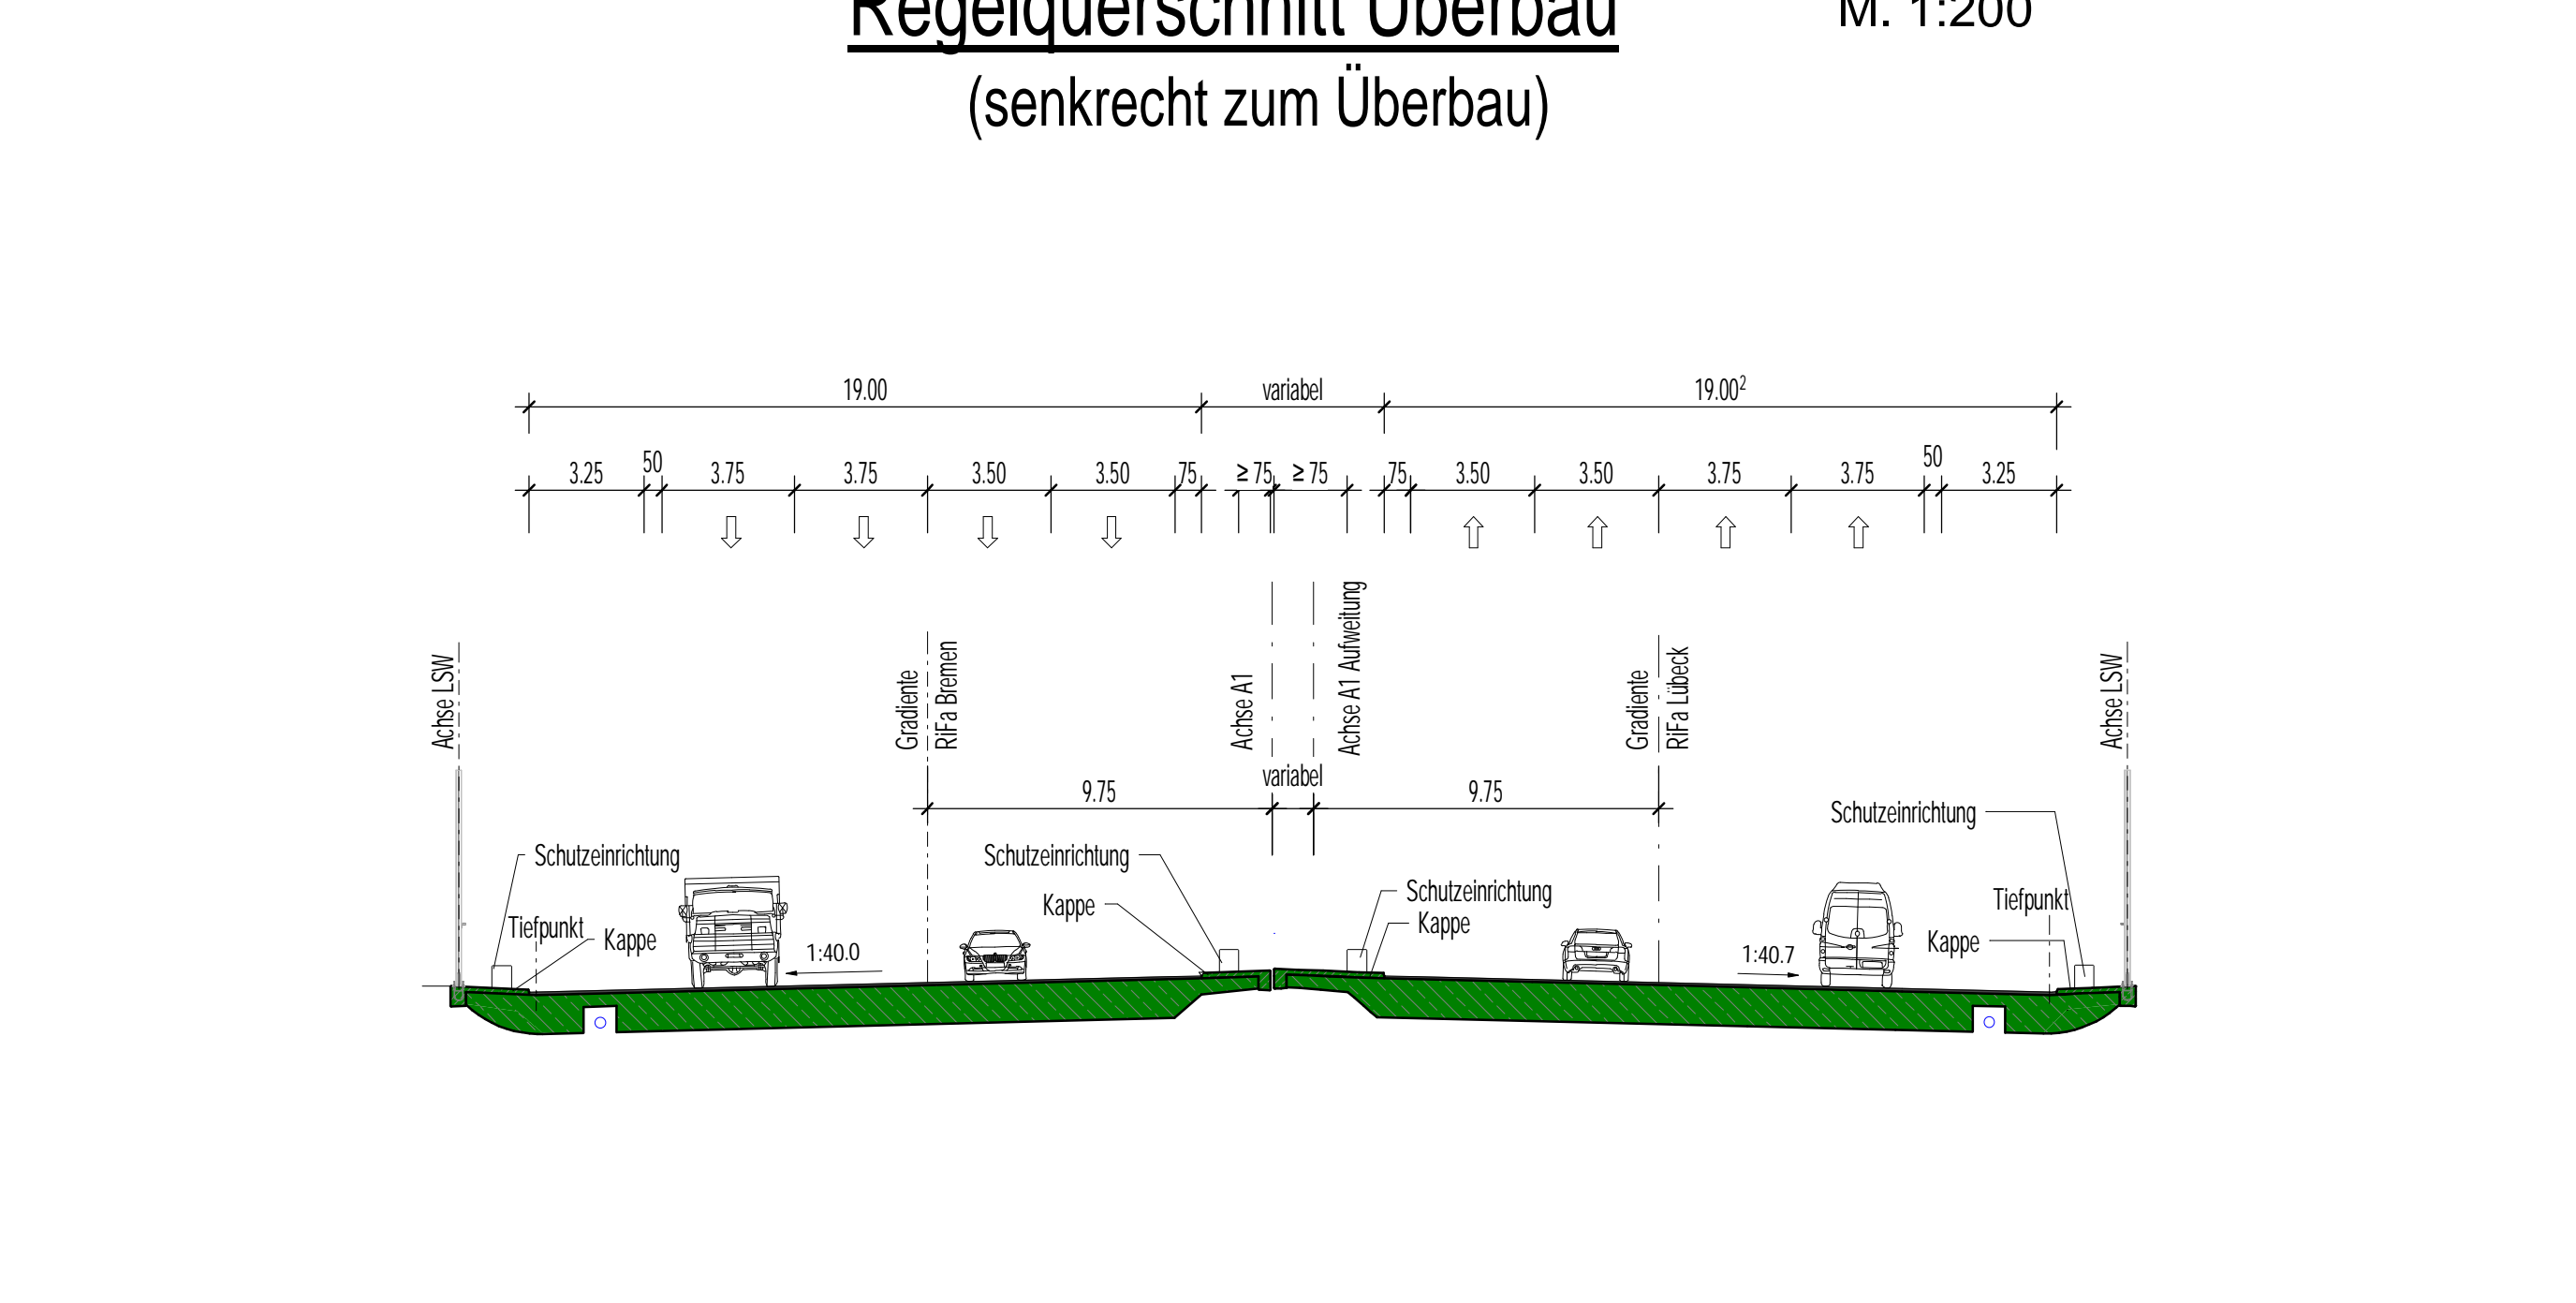 Regelquerschnitt Überbau
M. 1:200
(senkrecht zum Überbau)
19.00
variabel
19.00²
3.25
50
3.75
3.75
3.50
3.50
75
≥ 75
≥ 75
75
3.50
3.50
3.75
3.75
50
3.25
Achse LSW
Gradiente
RiFa Bremen
Achse A1
Achse A1 Aufweitung
Gradiente
RiFa Lübeck
Achse LSW
9.75
variabel
9.75
Schutzeinrichtung
Tiefpunkt
Kappe
1:40.0
Schutzeinrichtung
Kappe
Schutzeinrichtung
Kappe
1:40.7
Schutzeinrichtung
Tiefpunkt
Kappe